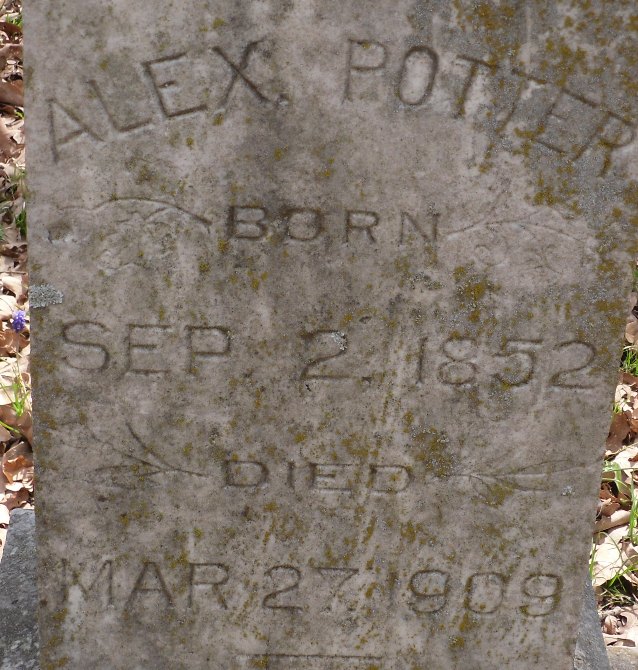 ALEX. POTTER
BORN
SEP. 2, 1852
DIED
MAR. 27, 1909